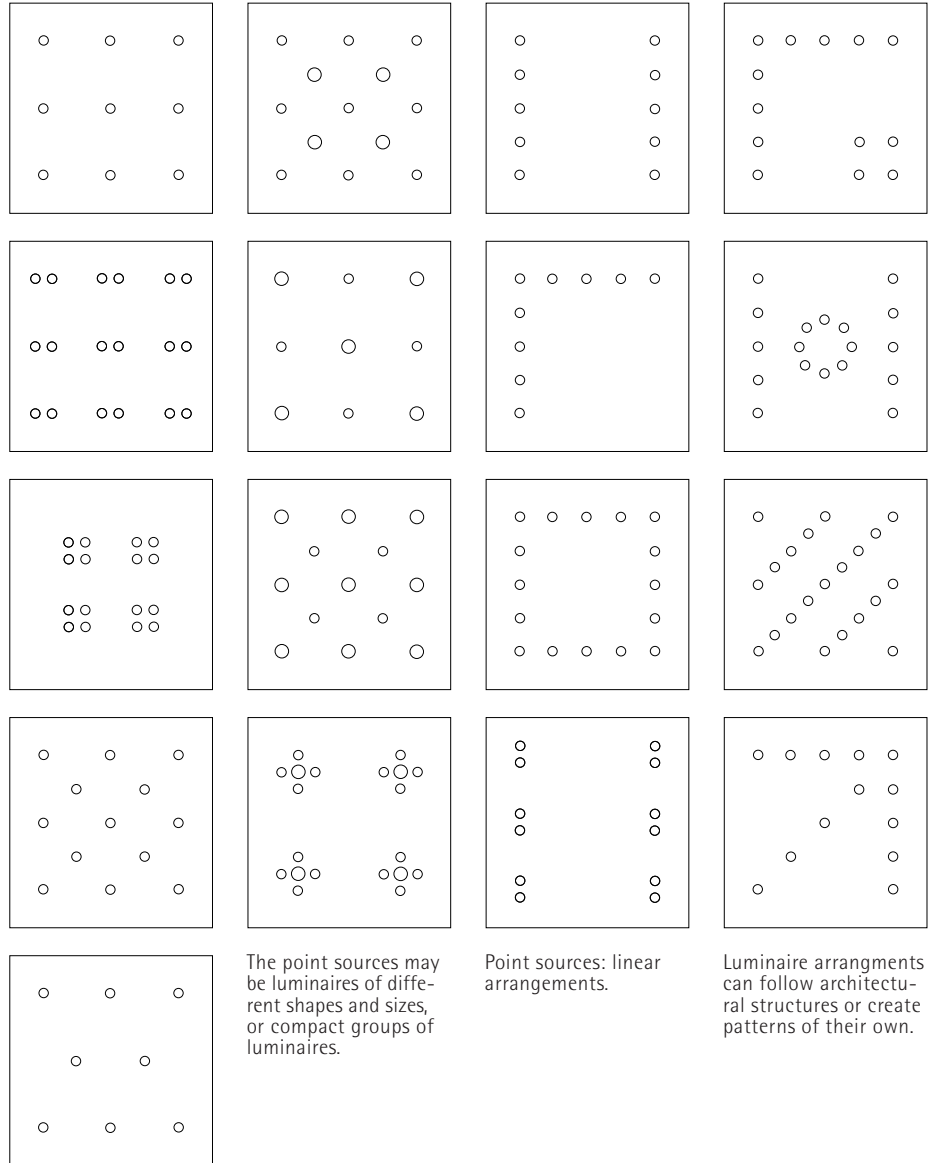 The point sources may
be luminaires of diffe-
rent shapes and sizes,
or compact groups of
luminaires.
Point sources: linear
arrangements.
Luminaire arrangments
can follow architectu-
ral structures or create
patterns of their own.